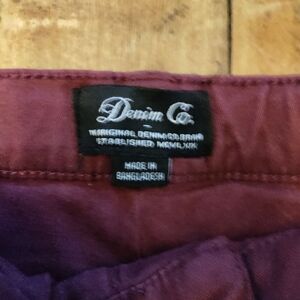 Denim Co.
ORIGINAL DENIM CO. BRAND
ESTABLISHED
MADE IN
BANGLADESH